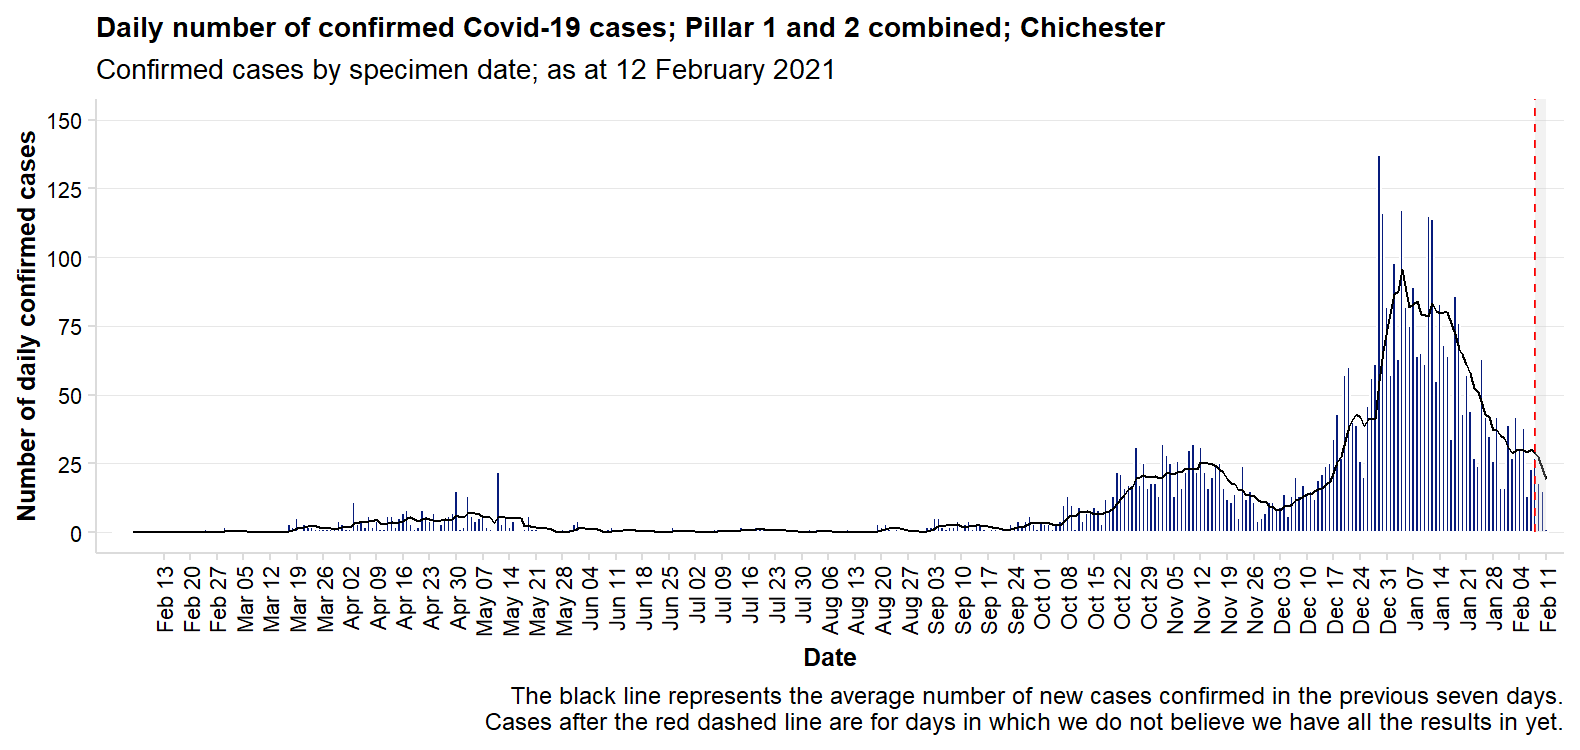 Daily number of confirmed Covid-19 cases; Pillar 1 and 2 combined; Chichester
Confirmed cases by specimen date; as at 12 February 2021
Number of daily confirmed cases
150
125
100
75
50
25
0
Feb 13
Feb 20
Feb 27
Mar 05
Mar 12
Mar 19
Mar 26
Apr 02
Apr 09
Apr 16
Apr 23
Apr 30
May 07
May 14
May 21
May 28
Jun 04
Jun 11
Jun 18
Jun 25
Jul 02
Jul 09
Jul 16
Jul 23
Jul 30
Aug 06
Aug 13
Aug 20
Aug 27
Sep 03
Sep 10
Sep 17
Sep 24
Oct 01
Oct 08
Oct 15
Oct 22
Oct 29
Nov 05
Nov 12
Nov 19
Nov 26
Dec 03
Dec 10
Dec 17
Dec 24
Dec 31
Jan 07
Jan 14
Jan 21
Jan 28
Feb 04
Feb 11
Date
The black line represents the average number of new cases confirmed in the previous seven days.
Cases after the red dashed line are for days in which we do not believe we have all the results in yet.